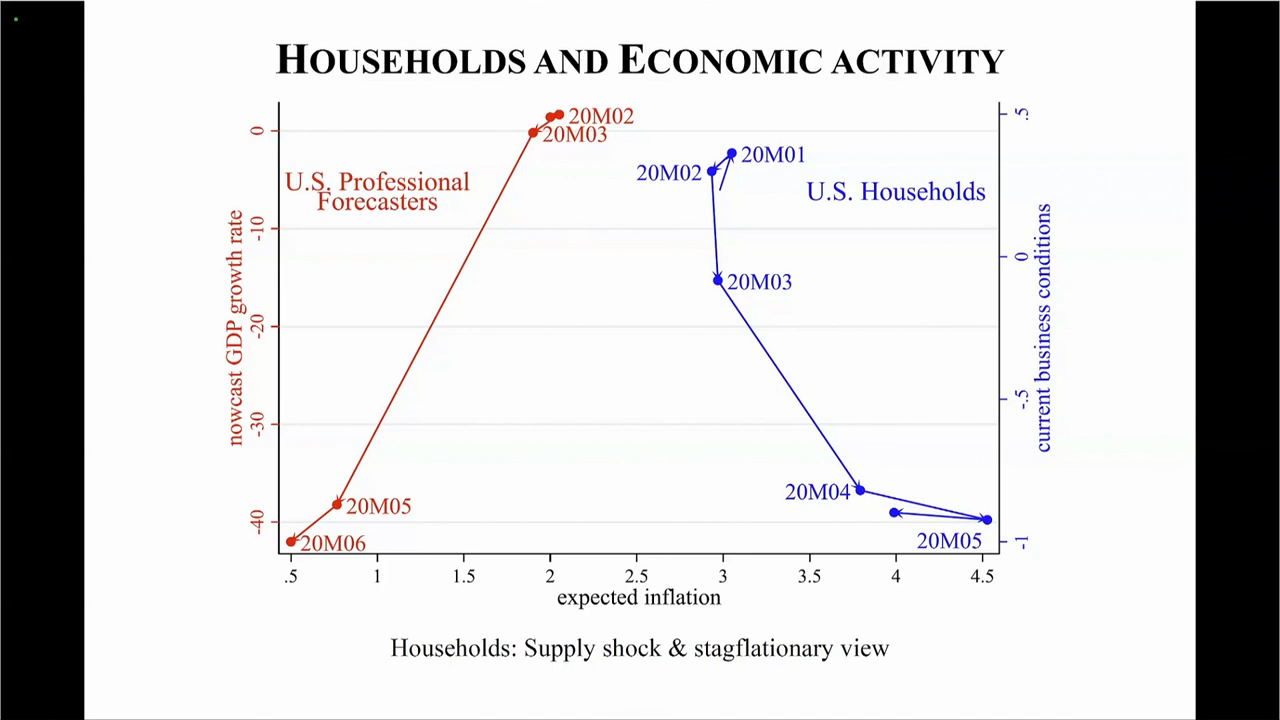 HOUSEHOLDS AND ECONOMIC ACTIVITY
20M02
20M03
U.S. Professional
Forecasters
20M05
20M06
20M01
20M02
U.S. Households
20M03
20M04
20M05
nowcast GDP growth rate
0
-10
-20
-30
-40
current business conditions
.5
0
-.5
-1
.5 1 1.5 2 2.5 3 3.5 4 4.5
expected inflation
Households: Supply shock & stagflationary view